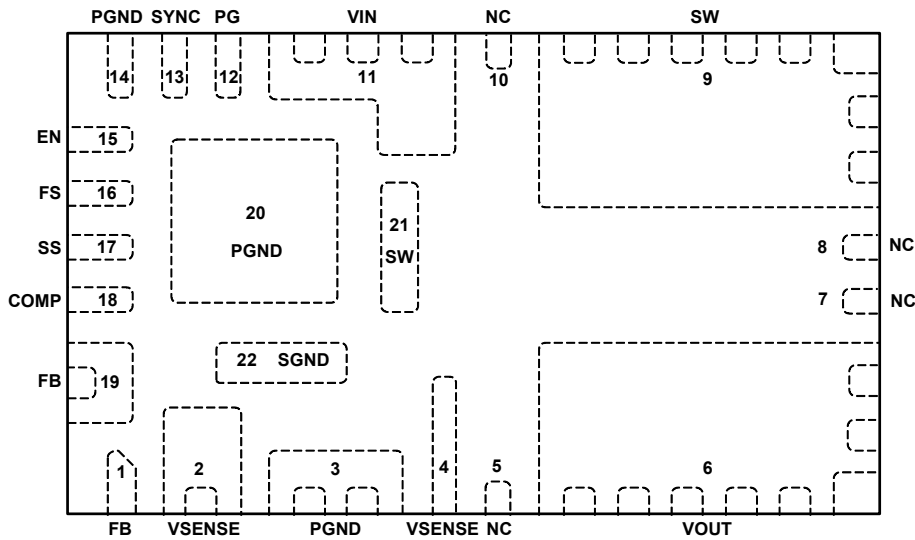 PGND SYNC PG VIN NC SW
14 13 12 11 10 9
EN 15
FS 16
20
PGND
21
SW
SS 17
8 NC
COMP 18
7 NC
22 SGND
FB 19
1 2 3 4 5 6
FB VSENSE PGND VSENSE NC VOUT